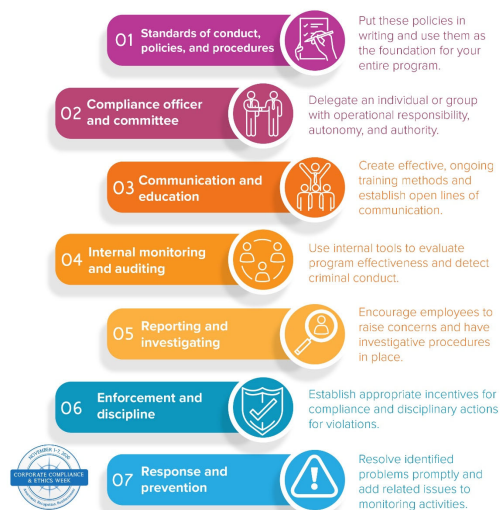 01
Standards of conduct,
policies, and procedures
Put these policies in
writing and use them as
the foundation for your
entire program.
02
Compliance officer
and committee
Delegate an individual or group
with operational responsibility,
autonomy, and authority.
03
Communication and
education
Create effective, ongoing
training methods and
establish open lines of
communication.
04
Internal monitoring
and auditing
Use internal tools to evaluate
program effectiveness and detect
criminal conduct.
05
Reporting and
investigating
Encourage employees to
raise concerns and have
investigative procedures
in place.
06
Enforcement and
discipline
Establish appropriate incentives for
compliance and disciplinary actions
for violations.
07
Response and
prevention
Resolve identified
problems promptly and
add related issues to
monitoring activities.
NOVEMBER 1–7, 2020
CORPORATE COMPLIANCE
& ETHICS WEEK